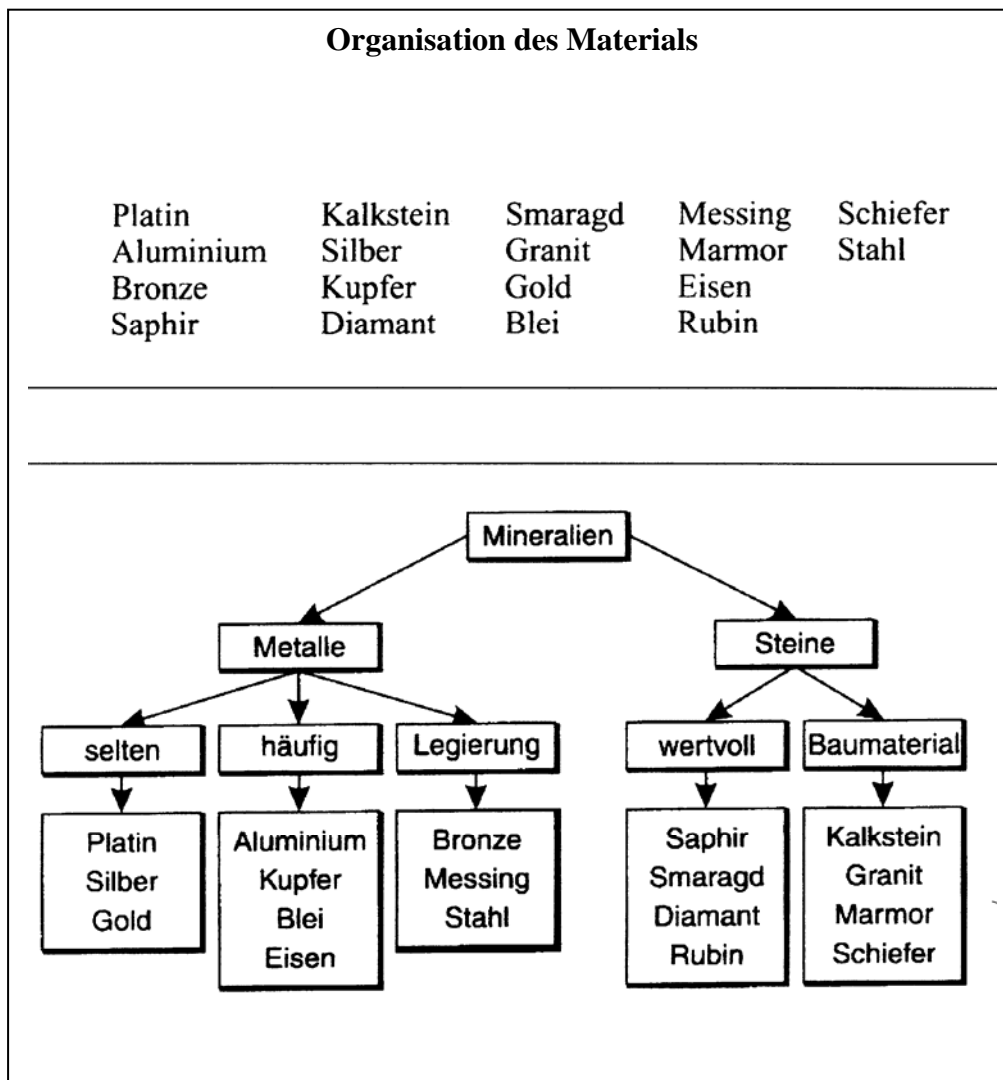 Organisation des Materials
Platin Kalkstein Smaragd Messing Schiefer
Aluminium Silber Granit Marmor Stahl
Bronze Kupfer Gold Eisen
Saphir Diamant Blei Rubin
Mineralien
Metalle Steine
selten häufig Legierung wertvoll Baumaterial
Platin Aluminium Bronze Saphir Kalkstein
Silber Kupfer Messing Smaragd Granit
Gold Blei Stahl Diamant Marmor
Eisen Rubin Schiefer